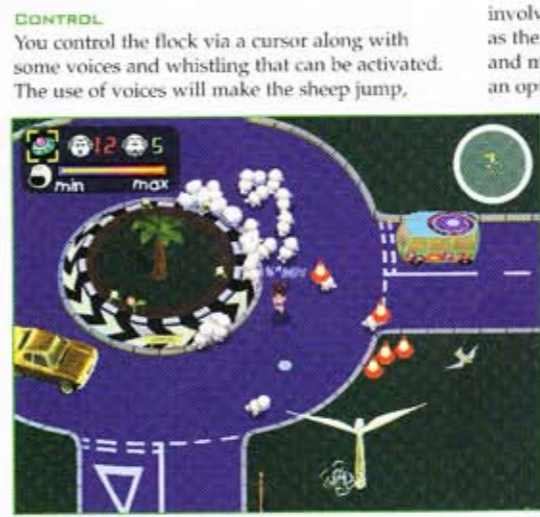 CONTROL
You control the flock via a cursor along with
some voices and whistling that can be activated.
The use of voices will make the sheep jump,
involv
as the
and m
an op
12 5
min max